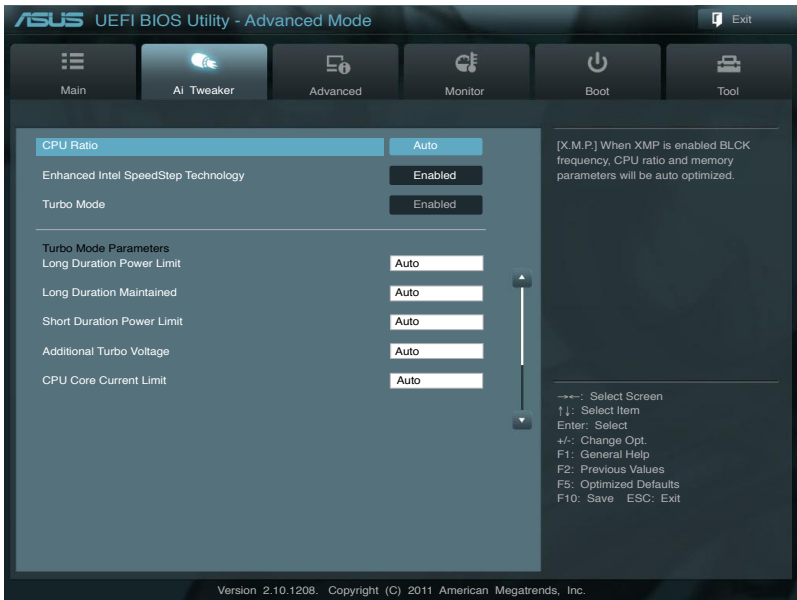 ASUS UEFI BIOS Utility - Advanced Mode
Exit
Main
Ai Tweaker
Advanced
Monitor
Boot
Tool
CPU Ratio Auto
Enhanced Intel SpeedStep Technology Enabled
Turbo Mode Enabled
Turbo Mode Parameters
Long Duration Power Limit Auto
Long Duration Maintained Auto
Short Duration Power Limit Auto
Additional Turbo Voltage Auto
CPU Core Current Limit Auto
[X.M.P.] When XMP is enabled BLCK
frequency, CPU ratio and memory
parameters will be auto optimized.
→←: Select Screen
↑↓: Select Item
Enter: Select
+/-: Change Opt.
F1: General Help
F2: Previous Values
F5: Optimized Defaults
F10: Save ESC: Exit
Version 2.10.1208. Copyright (C) 2011 American Megatrends, Inc.